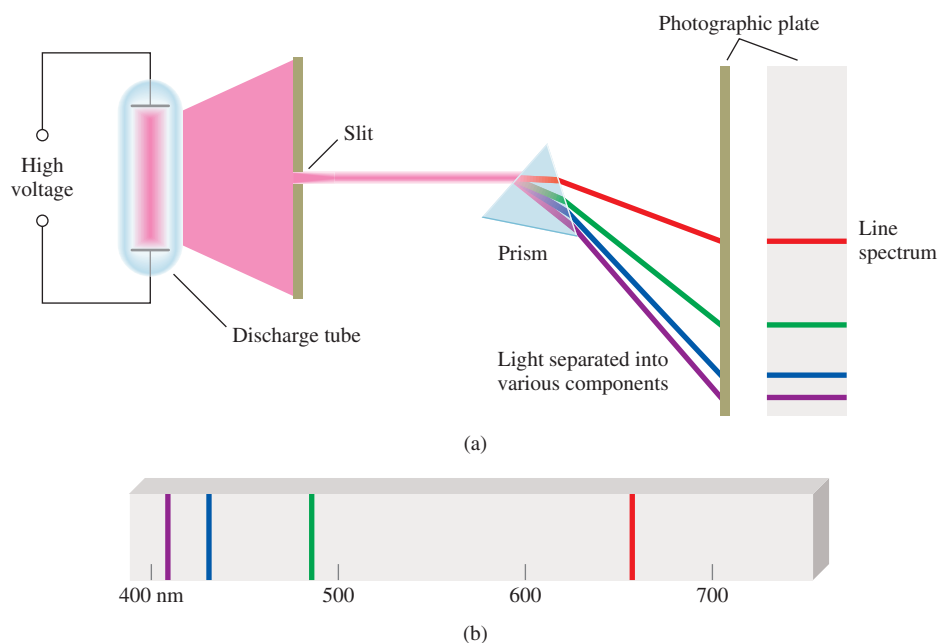 Photographic plate
High
voltage
Slit
Prism
Line
spectrum
Discharge tube
Light separated into
various components
(a)
400 nm
500
600
700
(b)